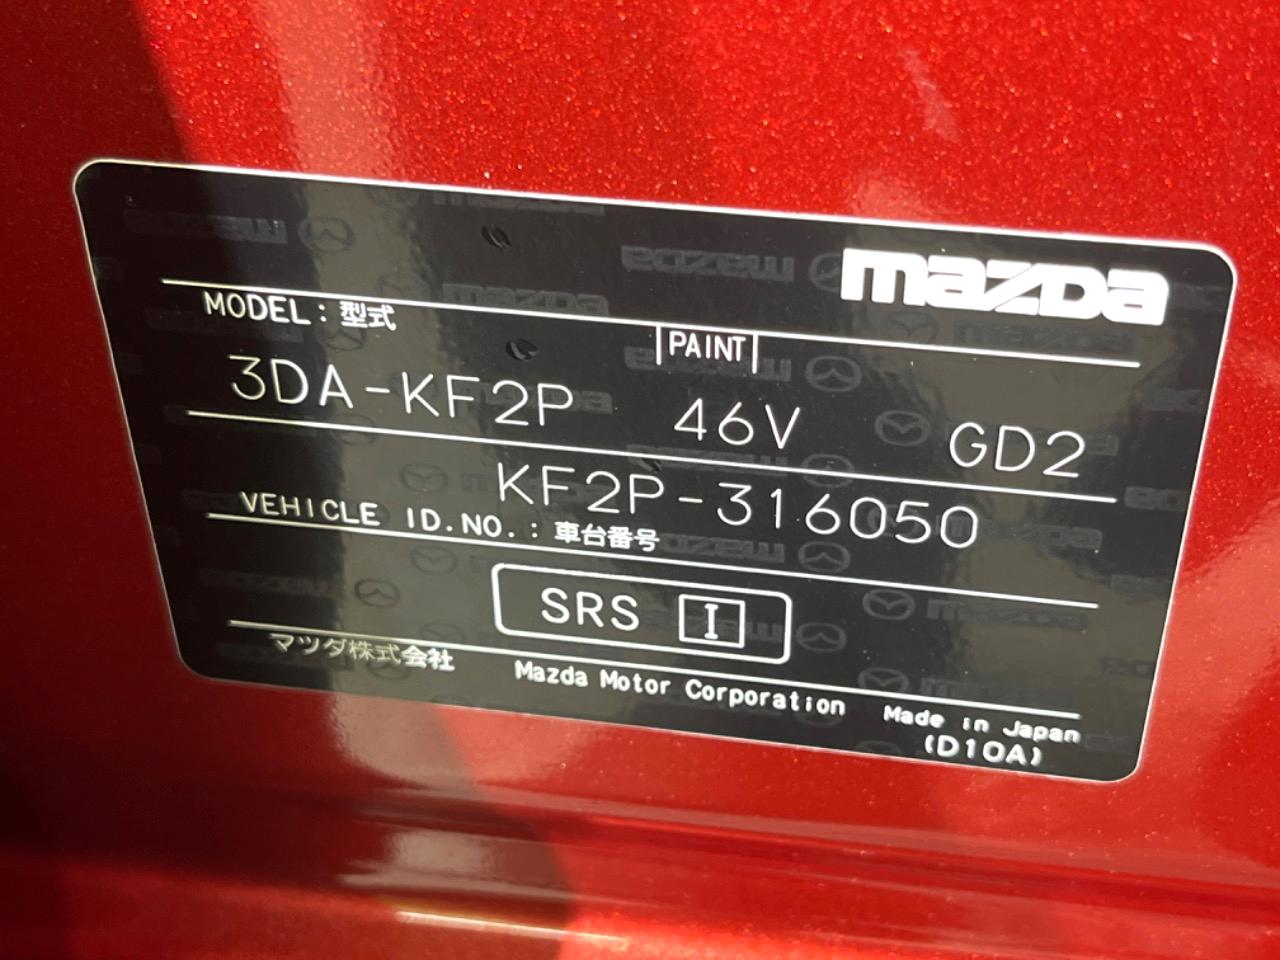 mazda
MODEL : 型式
PAINT
3DA-KF2P 46V GD2
KF2P-316050
VEHICLE ID.NO. : 車台番号
SRS I
マツダ株式会社 Mazda Motor Corporation Made in Japan
(D10A)